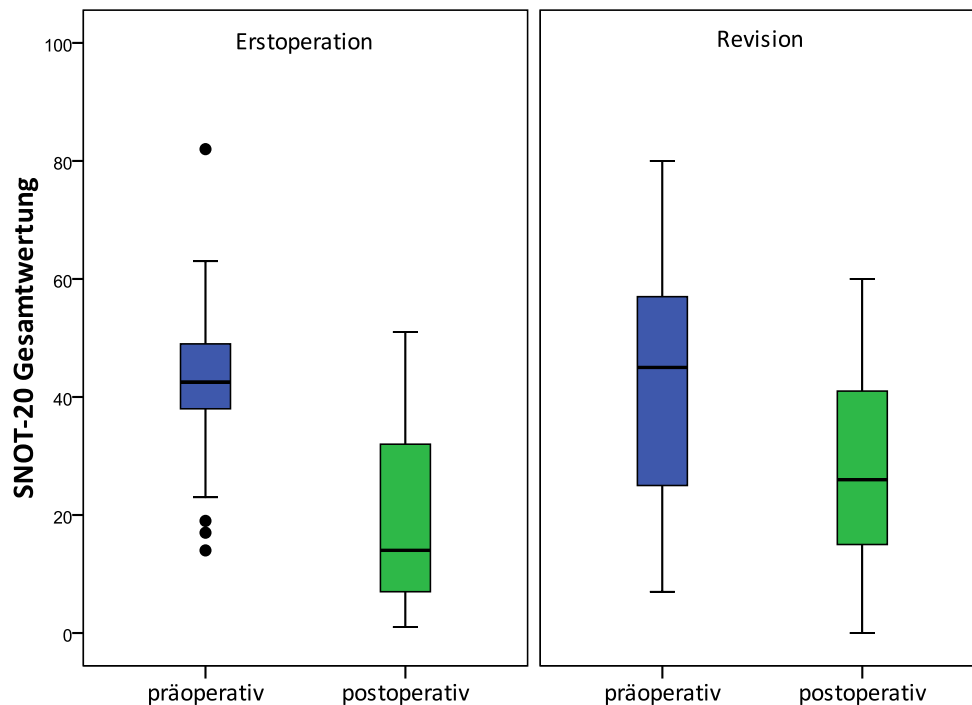 Erstoperation
Revision
SNOT-20 Gesamtwertung
100
80
60
40
20
0
präoperativ
postoperativ
präoperativ
postoperativ